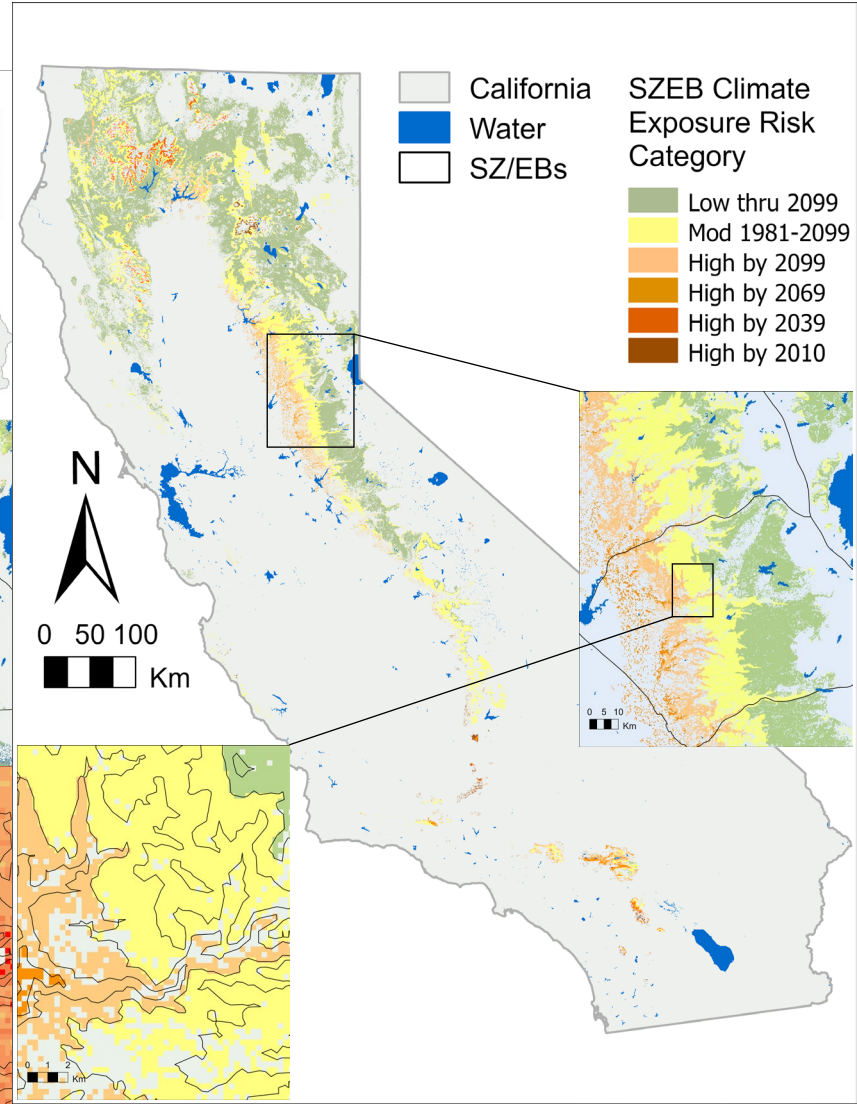 California
Water
SZ/EBs
SZEB Climate
Exposure Risk
Category
Low thru 2099
Mod 1981-2099
High by 2099
High by 2069
High by 2039
High by 2010
N
0 50 100
Km
0 5 10
Km
0 1 2
Km